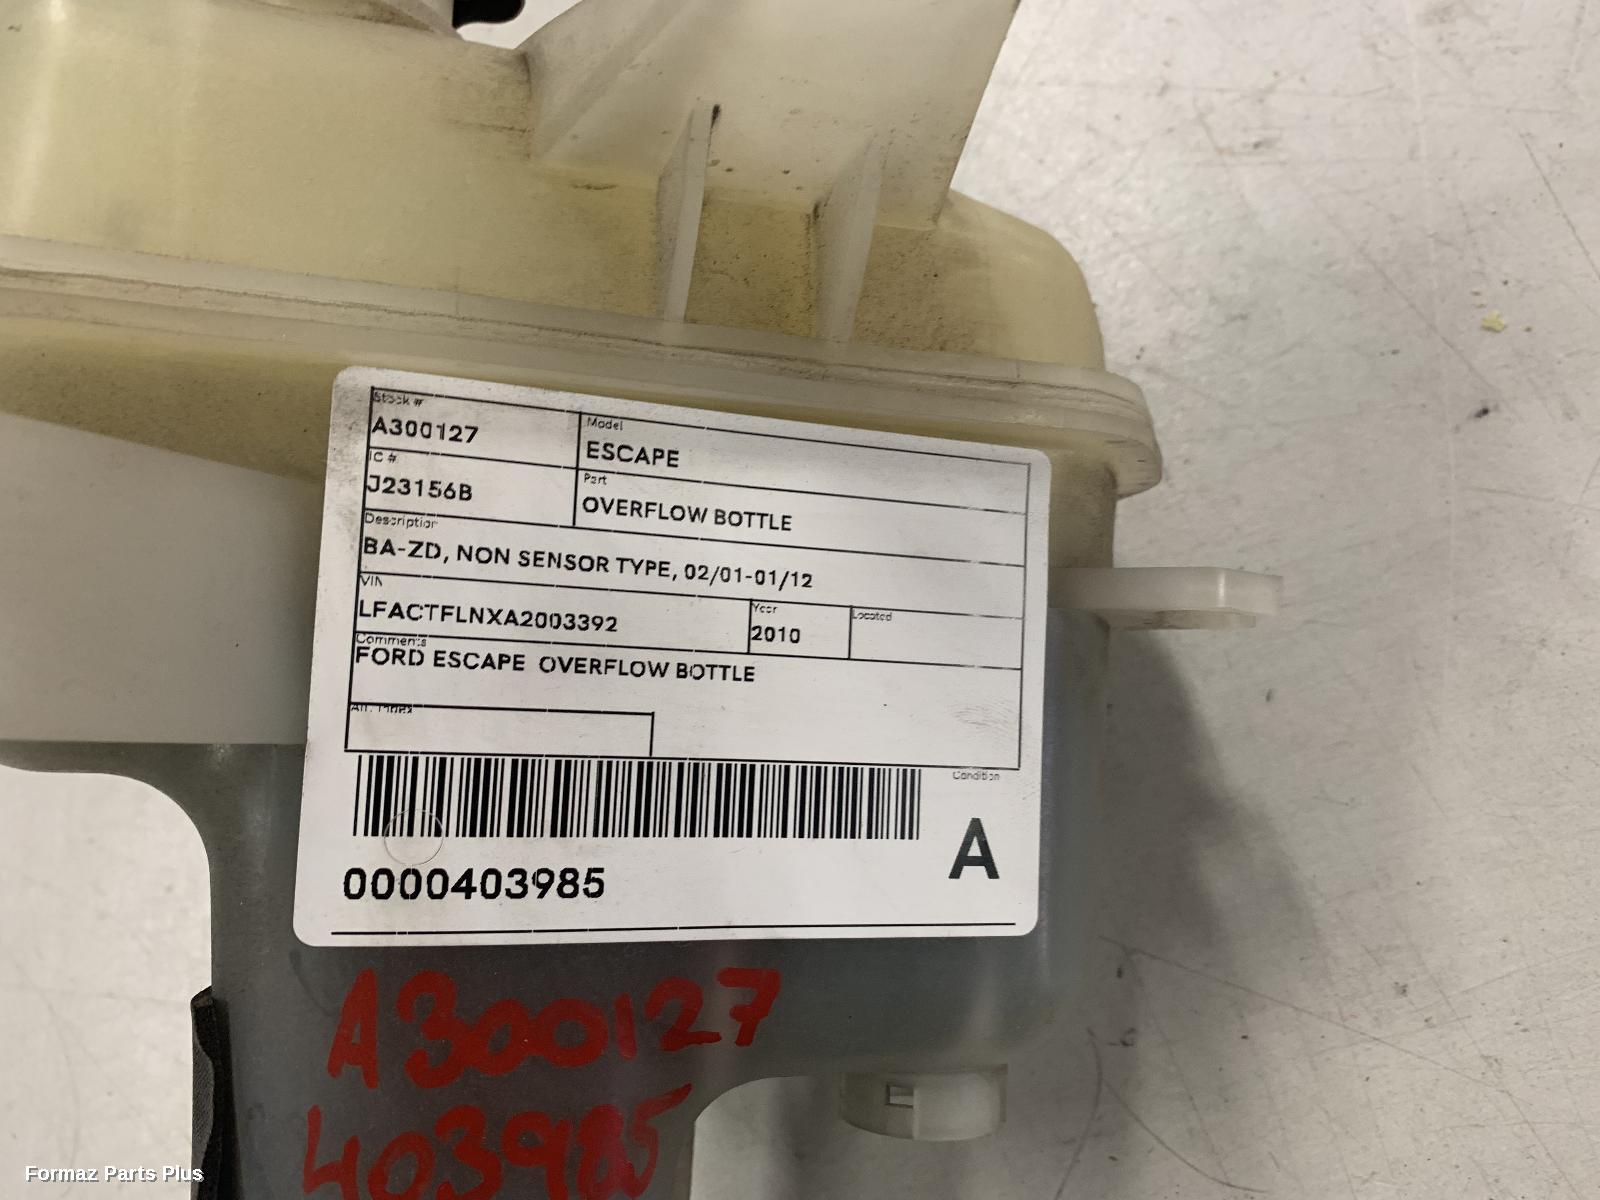 Stock #
A300127
Model
ESCAPE
IC #
J23156B
Part
OVERFLOW BOTTLE
Description
BA-ZD, NON SENSOR TYPE, 02/01-01/12
VIN
LFACTFLNXA2003392
Year
2010
Located
Comments
FORD ESCAPE OVERFLOW BOTTLE
Condition
A
0000403985
A300127
403985
Formaz Parts Plus